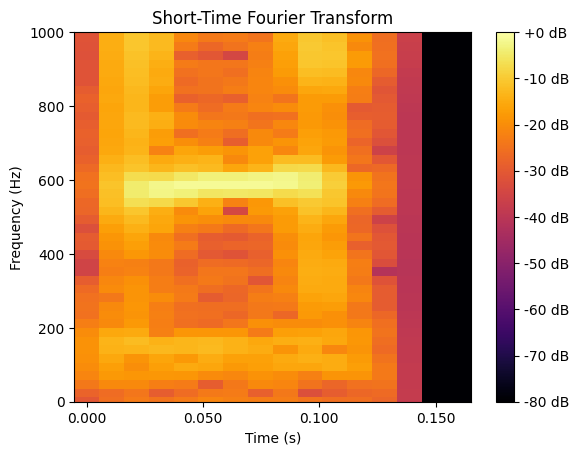 Short-Time Fourier Transform
1000
800
600
400
200
0
Frequency (Hz)
0.000
0.050
0.100
0.150
Time (s)
+0 dB
-10 dB
-20 dB
-30 dB
-40 dB
-50 dB
-60 dB
-70 dB
-80 dB